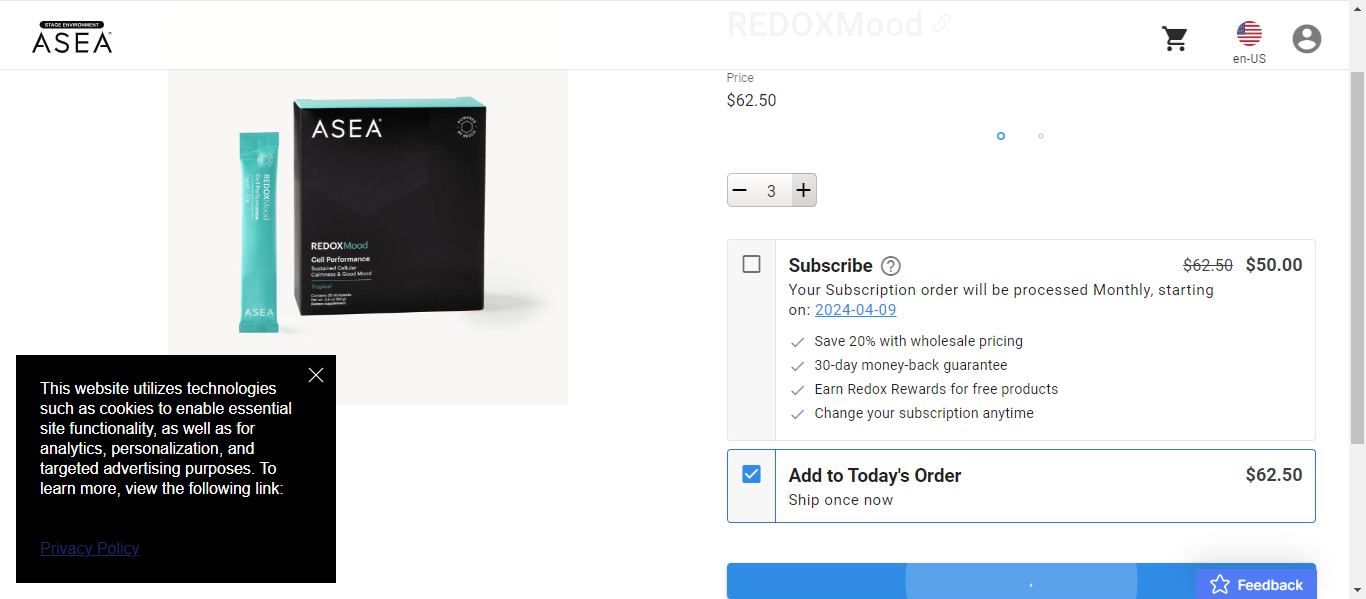 STAGE ENVIRONMENT
ASEA
REDOXMood
en-US
Price
$62.50
3
ASEA
POWERED BY REDOX
REDOXMood
Cell Performance
Sustained Cellular
Calmness & Good Mood
Tropical
Dietary Supplement
REDOXMood
Cell Performance
ASEA
Subscribe
$62.50 $50.00
Your Subscription order will be processed Monthly, starting
on: 2024-04-09
Save 20% with wholesale pricing
30-day money-back guarantee
Earn Redox Rewards for free products
Change your subscription anytime
Add to Today's Order
$62.50
Ship once now
This website utilizes technologies
such as cookies to enable essential
site functionality, as well as for
analytics, personalization, and
targeted advertising purposes. To
learn more, view the following link:
Privacy Policy
Feedback